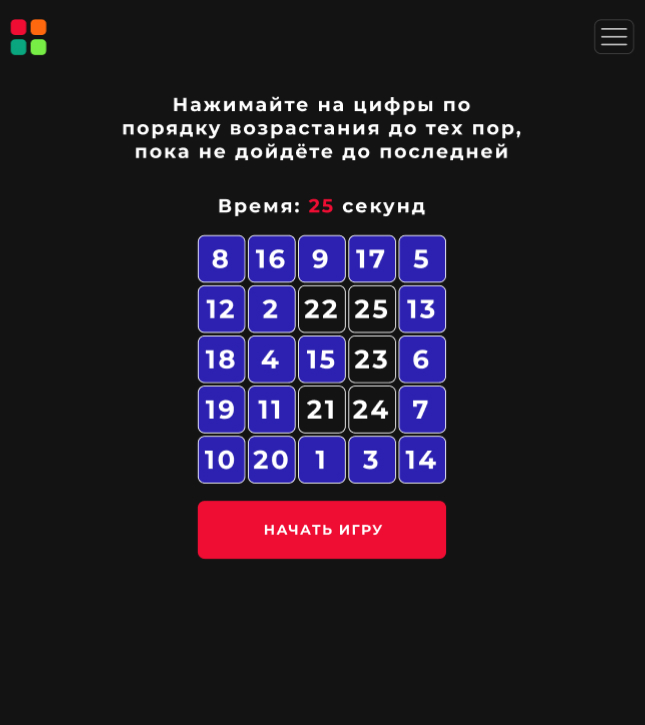 Нажимайте на цифры по
порядку возрастания до тех пор,
пока не дойдёте до последней
Время: 25 секунд
8 16 9 17 5
12 2 22 25 13
18 4 15 23 6
19 11 21 24 7
10 20 1 3 14
НАЧАТЬ ИГРУ